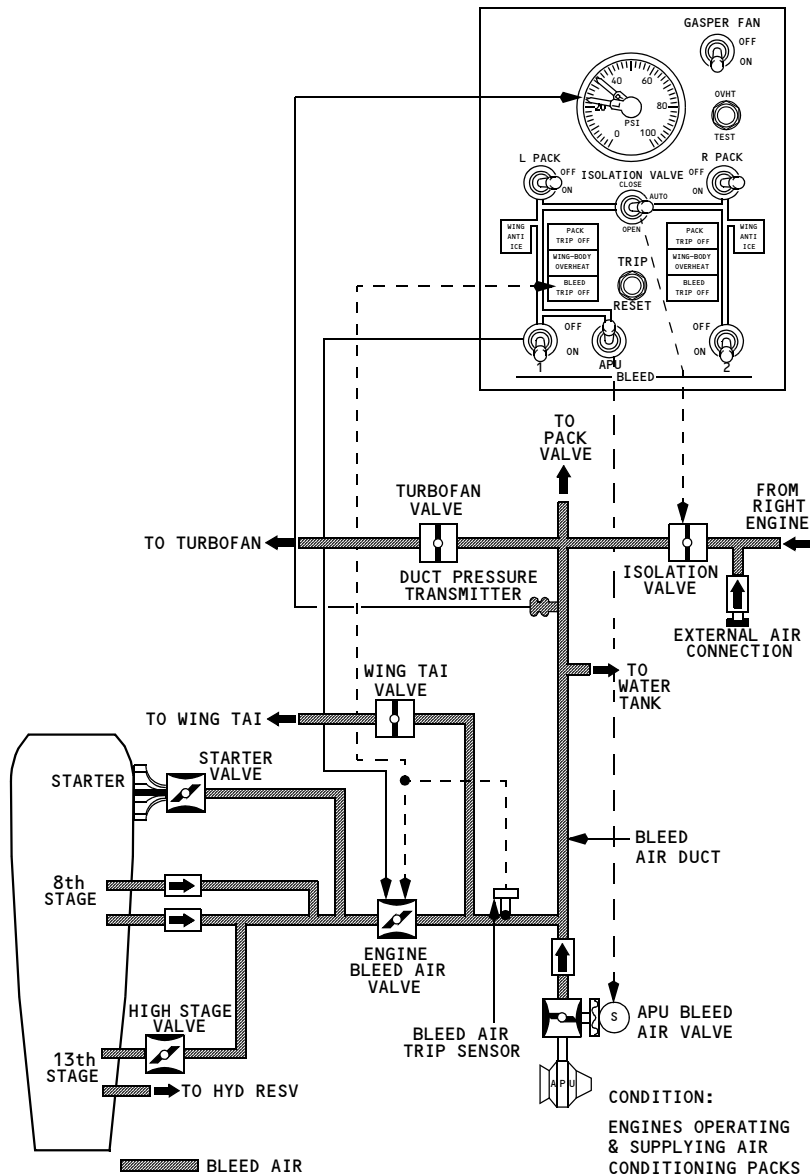 GASPER FAN
OFF
ON
40
60
20
80
PSI
0
100
OVHT
TEST
L PACK
OFF
ON
R PACK
OFF
ON
ISOLATION VALVE
CLOSE
AUTO
OPEN
WING
ANTI
ICE
PACK
TRIP OFF
WING-BODY
OVERHEAT
BLEED
TRIP OFF
TRIP
RESET
PACK
TRIP OFF
WING-BODY
OVERHEAT
BLEED
TRIP OFF
WING
ANTI
ICE
OFF
ON
OFF
ON
1
APU
2
BLEED
TO
PACK
VALVE
TURBOFAN
VALVE
FROM
RIGHT
ENGINE
TO TURBOFAN
DUCT PRESSURE
TRANSMITTER
ISOLATION
VALVE
EXTERNAL AIR
CONNECTION
WING TAI
VALVE
TO
WATER
TANK
TO WING TAI
STARTER
STARTER
VALVE
BLEED
AIR DUCT
8th
STAGE
ENGINE
BLEED AIR
VALVE
HIGH STAGE
VALVE
BLEED AIR
TRIP SENSOR
S
APU BLEED
AIR VALVE
13th
STAGE
TO HYD RESV
A P U
CONDITION:
ENGINES OPERATING
& SUPPLYING AIR
CONDITIONING PACKS
BLEED AIR